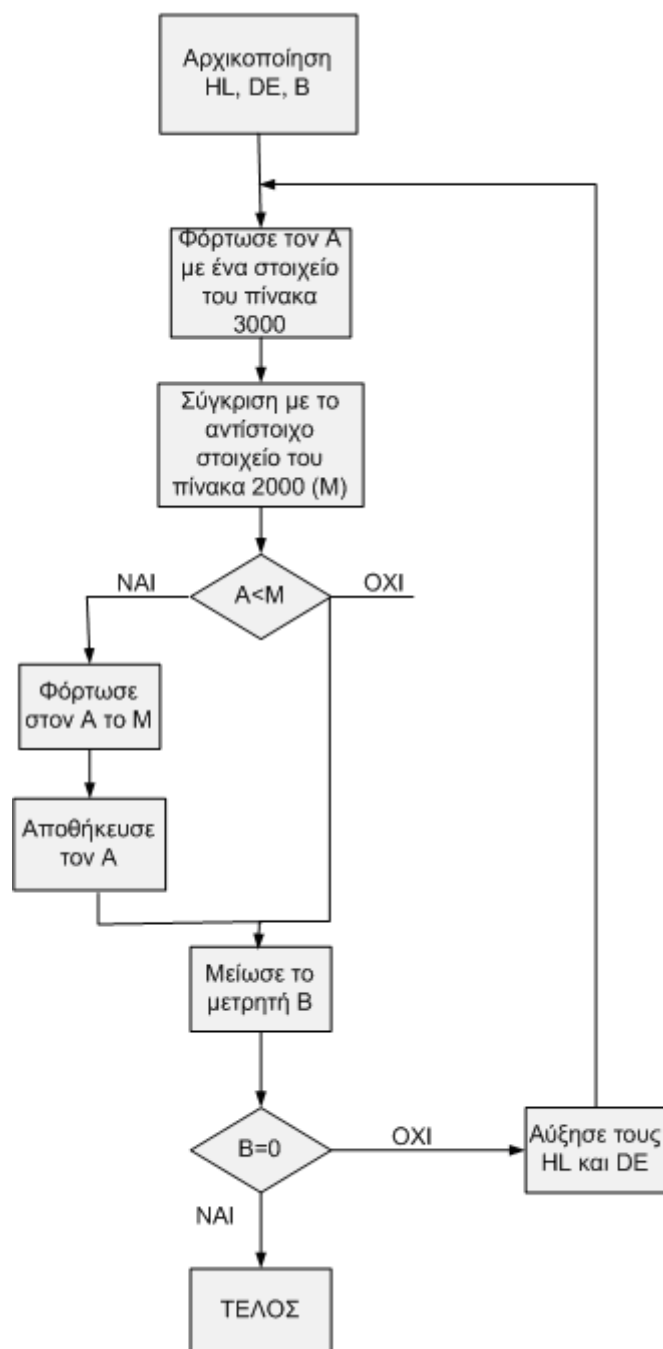 Αρχικοποίηση
HL, DE, B
Φόρτωσε τον Α
με ένα στοιχείο
του πίνακα
3000
Σύγκριση με το
αντίστοιχο
στοιχείο του
πίνακα 2000 (Μ)
ΝΑΙ
A<M
ΟΧΙ
Φόρτωσε
στον Α το Μ
Αποθήκευσε
τον Α
Μείωσε το
μετρητή Β
B=0
ΟΧΙ
Αύξησε τους
HL και DE
ΝΑΙ
ΤΕΛΟΣ